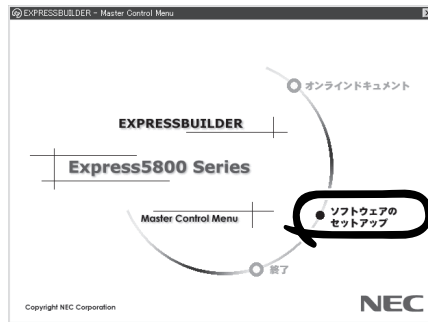 EXPRESSBUILDER - Master Control Menu
オンラインドキュメント
EXPRESSBUILDER
Express5800 Series
Master Control Menu
ソフトウェアの
セットアップ
終了
Copyright NEC Corporation
NEC